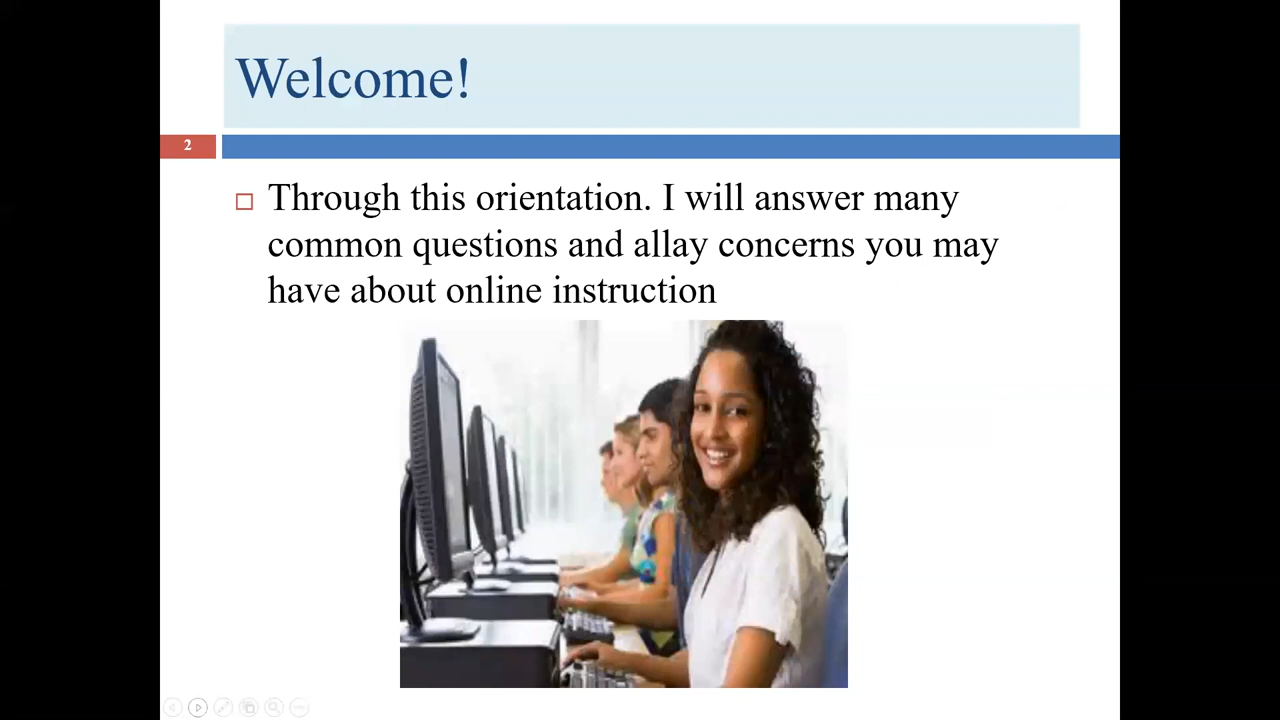 Welcome!
2
Through this orientation. I will answer many
common questions and allay concerns you may
have about online instruction